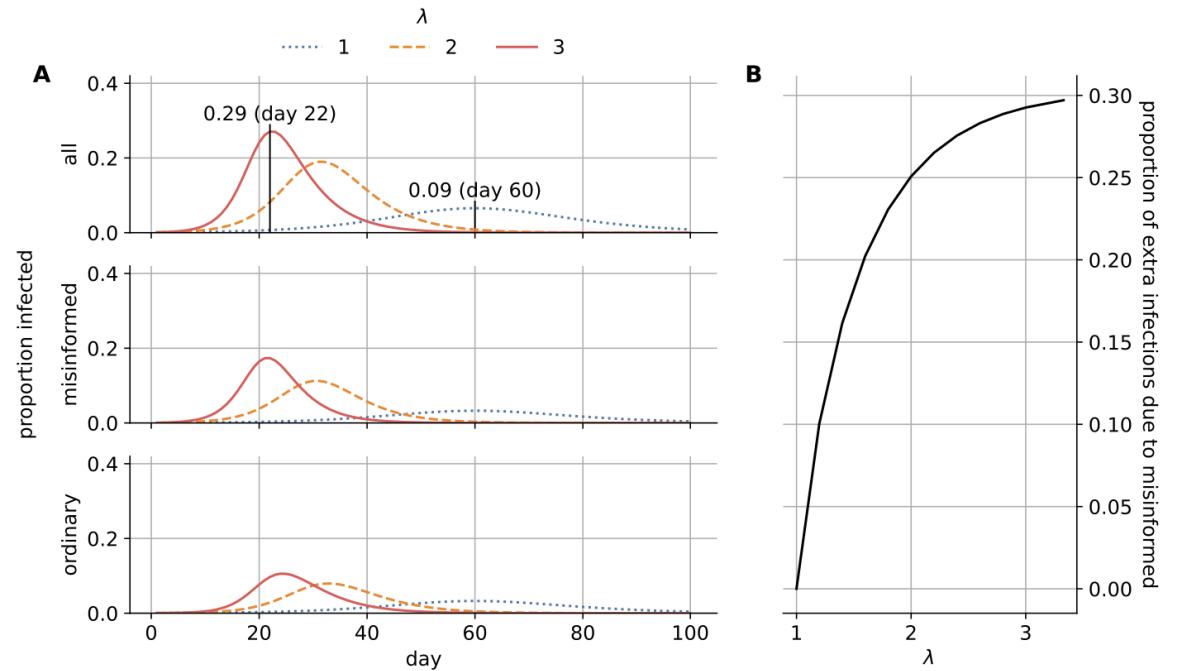 λ
1 2 3
A
0.4
0.2
0.0
all
0.29 (day 22)
0.09 (day 60)
proportion infected
0.4
0.2
0.0
misinformed
0.4
0.2
0.0
ordinary
0 20 40 60 80 100
day
B
0.30
0.25
0.20
0.15
0.10
0.05
0.00
proportion of extra infections due to misinformed
1 2 3
λ